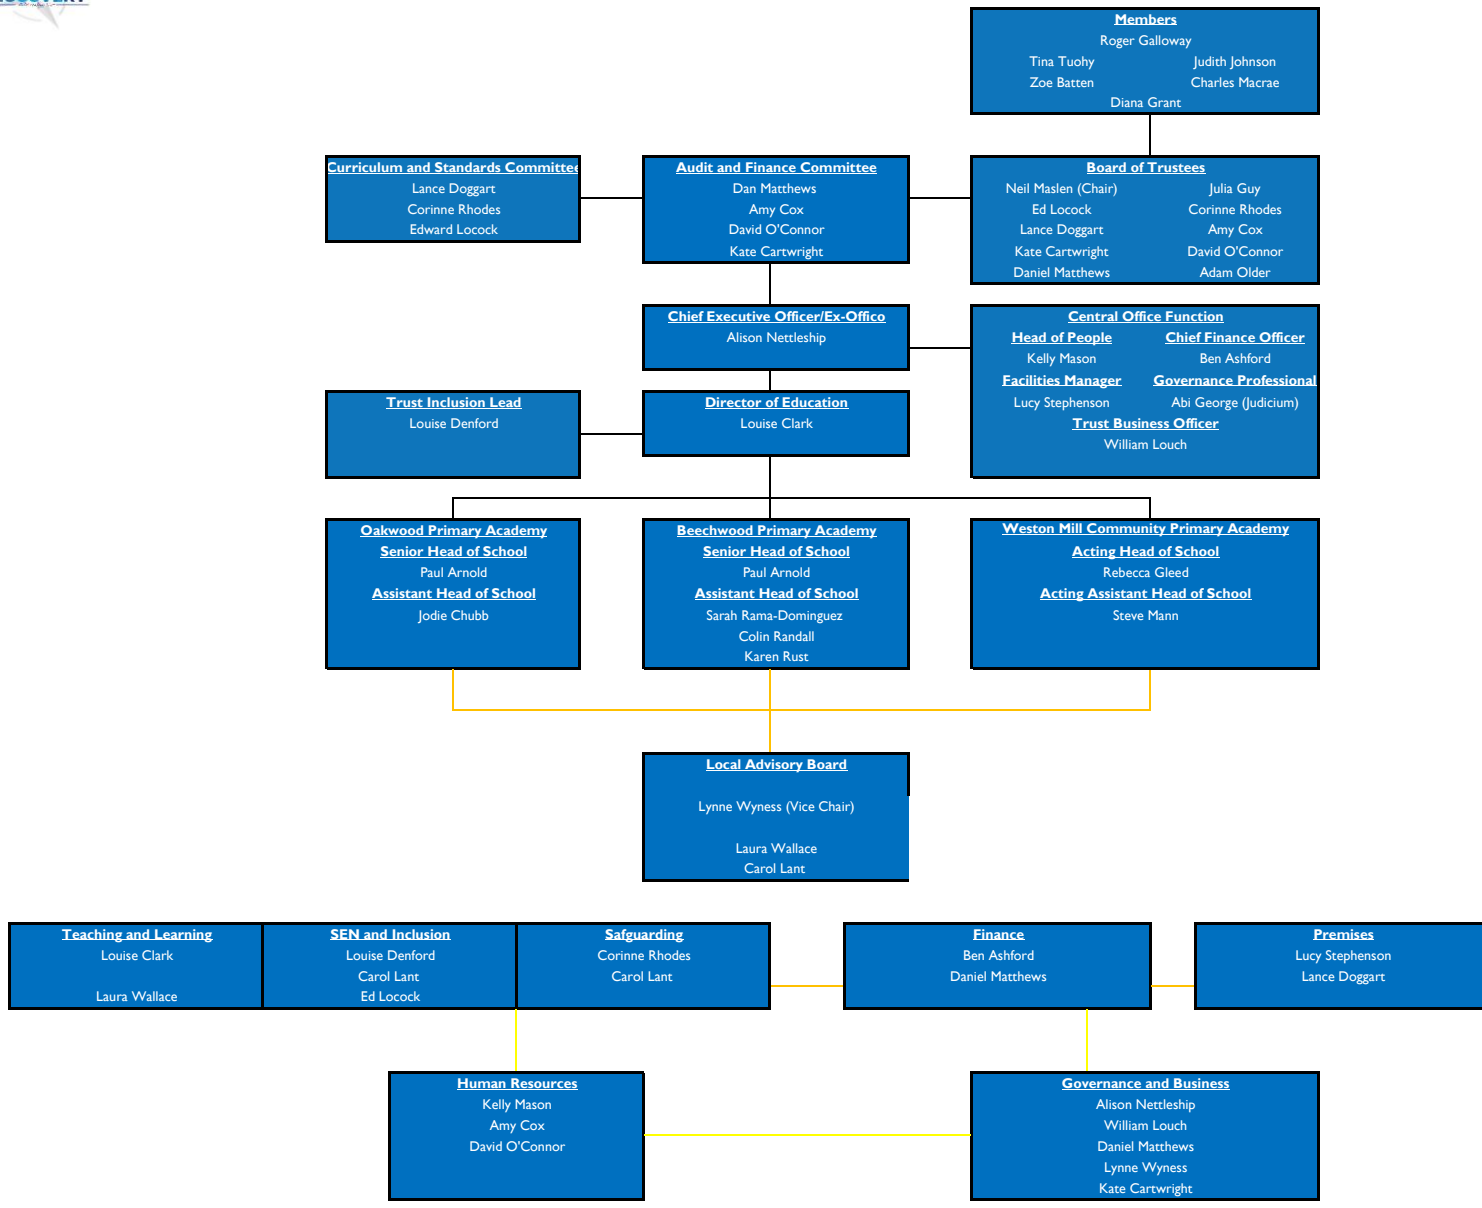 Members
Roger Galloway
Tina Tuohy Judith Johnson
Zoe Batten Charles Macrae
Diana Grant
Curriculum and Standards Committee
Lance Doggart
Corinne Rhodes
Edward Locock
Audit and Finance Committee
Dan Matthews
Amy Cox
David O'Connor
Kate Cartwright
Board of Trustees
Neil Maslen (Chair) Julia Guy
Ed Locock Corinne Rhodes
Lance Doggart Amy Cox
Kate Cartwright David O'Connor
Daniel Matthews Adam Older
Chief Executive Officer/Ex-Offico
Alison Nettleship
Central Office Function
Head of People Chief Finance Officer
Kelly Mason Ben Ashford
Facilities Manager Governance Professional
Lucy Stephenson Abi George (Judicium)
Trust Business Officer
William Louch
Trust Inclusion Lead
Louise Denford
Director of Education
Louise Clark
Oakwood Primary Academy
Senior Head of School
Paul Arnold
Assistant Head of School
Jodie Chubb
Beechwood Primary Academy
Senior Head of School
Paul Arnold
Assistant Head of School
Sarah Rama-Dominguez
Colin Randall
Karen Rust
Weston Mill Community Primary Academy
Acting Head of School
Rebecca Gleed
Acting Assistant Head of School
Steve Mann
Local Advisory Board
Lynne Wyness (Vice Chair)
Laura Wallace
Carol Lant
Teaching and Learning
Louise Clark
Laura Wallace
SEN and Inclusion
Louise Denford
Carol Lant
Ed Locock
Safguarding
Corinne Rhodes
Carol Lant
Finance
Ben Ashford
Daniel Matthews
Premises
Lucy Stephenson
Lance Doggart
Human Resources
Kelly Mason
Amy Cox
David O'Connor
Governance and Business
Alison Nettleship
William Louch
Daniel Matthews
Lynne Wyness
Kate Cartwright